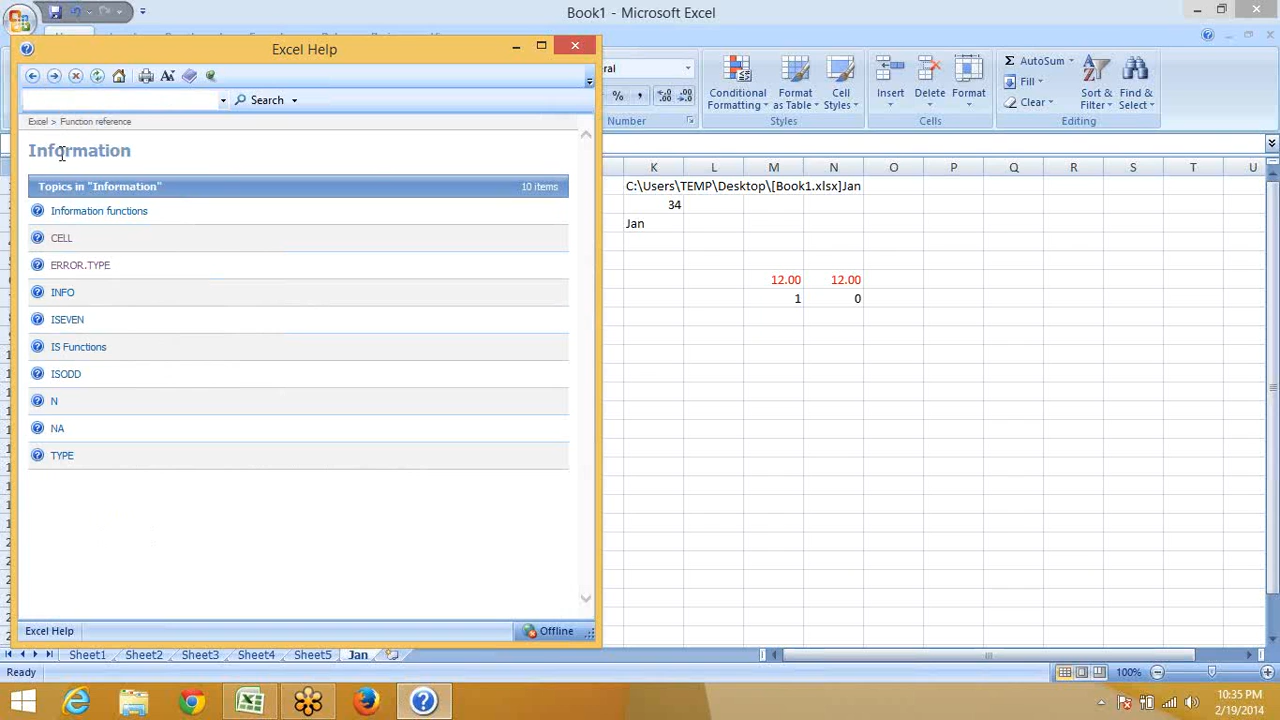 Book1 - Microsoft Excel
Excel Help
Search
Excel > Function reference
Information
Topics in "Information" 10 items
Information functions
CELL
ERROR.TYPE
INFO
ISEVEN
IS Functions
ISODD
N
NA
TYPE
Excel Help Offline
% ,
Number
Conditional Formatting
Format as Table
Cell Styles
Styles
Insert
Delete
Format
Cells
Σ AutoSum
Fill
Clear
Sort & Filter
Find & Select
Editing
K L M N O P Q R S T U
C:\Users\TEMP\Desktop\[Book1.xlsx]Jan
34
Jan
12.00 12.00
1 0
Sheet1 Sheet2 Sheet3 Sheet4 Sheet5 Jan
Ready 100%
10:35 PM
2/19/2014